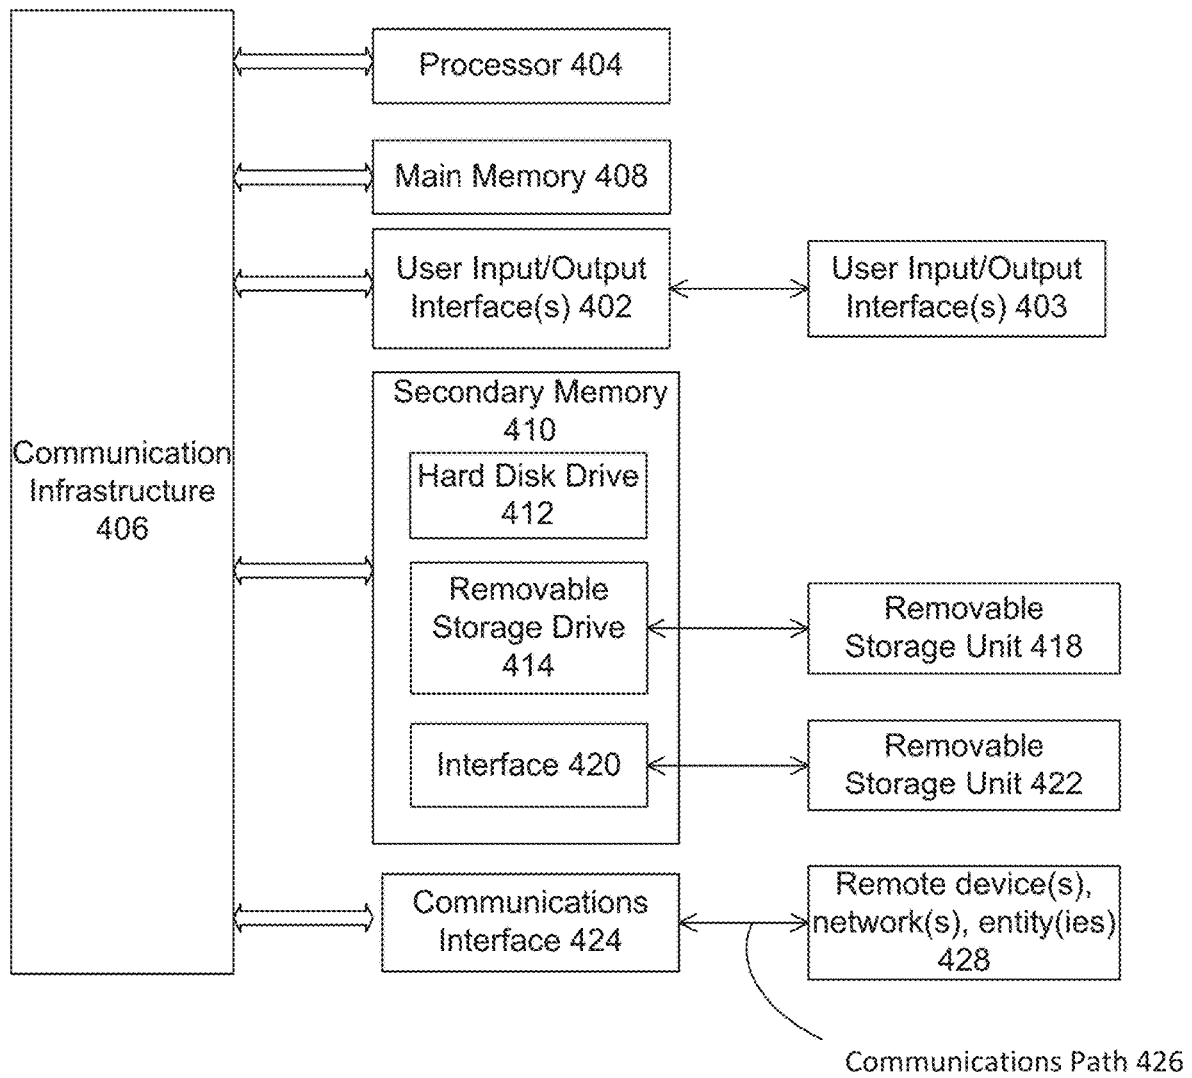 Processor 404
Main Memory 408
User Input/Output
Interface(s) 402
User Input/Output
Interface(s) 403
Communication
Infrastructure
406
Secondary Memory
410
Hard Disk Drive
412
Removable
Storage Drive
414
Removable
Storage Unit 418
Interface 420
Removable
Storage Unit 422
Communications
Interface 424
Remote device(s),
network(s), entity(ies)
428
Communications Path 426